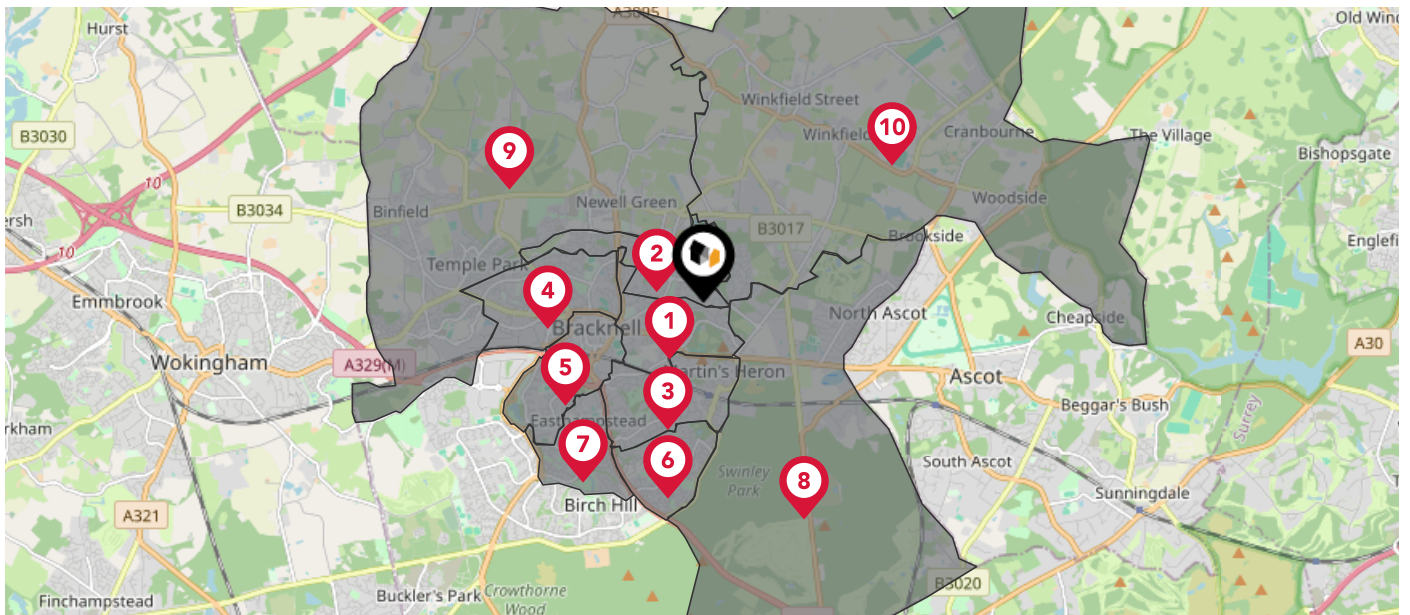 A3095
Old Wind
Hurst
Winkfield Street
B3030
10
Winkfield
Cranbourne
The Village
Bishopsgate
9
10
Woodside
Newell Green
B3034
Binfield
B3017
ersh
Brookside
Englefi
10
2
Temple Park
4
Emmbrook
1
North Ascot
Cheapside
Bracknell
A30
Wokingham
A329(M)
5
Martin's Heron
Ascot
3
Beggar's Bush
Easthampstead
Surrey
rkham
7
6
South Ascot
Swinley
Park
8
Sunningdale
Birch Hill
A321
B3020
Buckler's Park
Crowthorne
Wood
Finchampstead